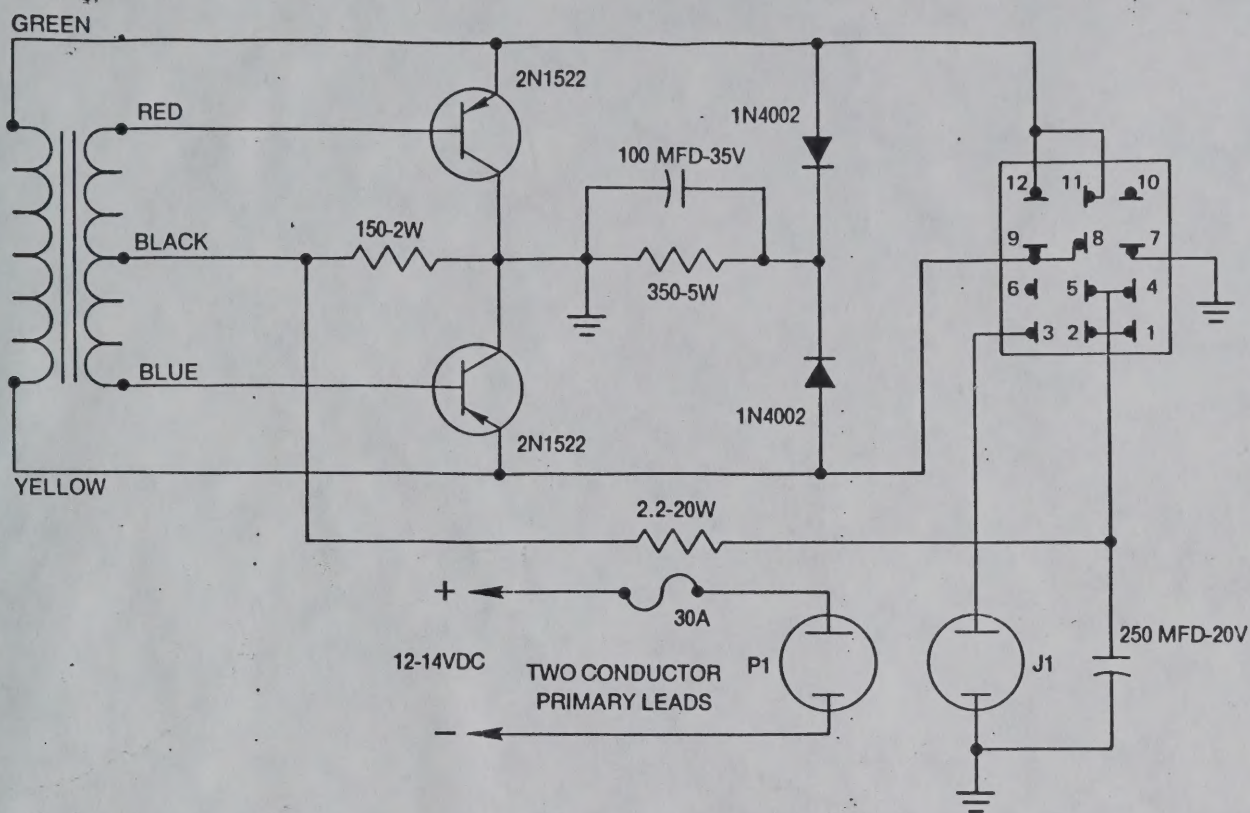 GREEN
2N1522
RED
1N4002
100 MFD-35V
12 11 10
BLACK
150-2W
9 8 7
350-5W
6 5 4
3 2 1
BLUE
1N4002
2N1522
YELLOW
2.2-20W
+
30A
250 MFD-20V
12-14VDC
TWO CONDUCTOR
PRIMARY LEADS
P1
J1
−